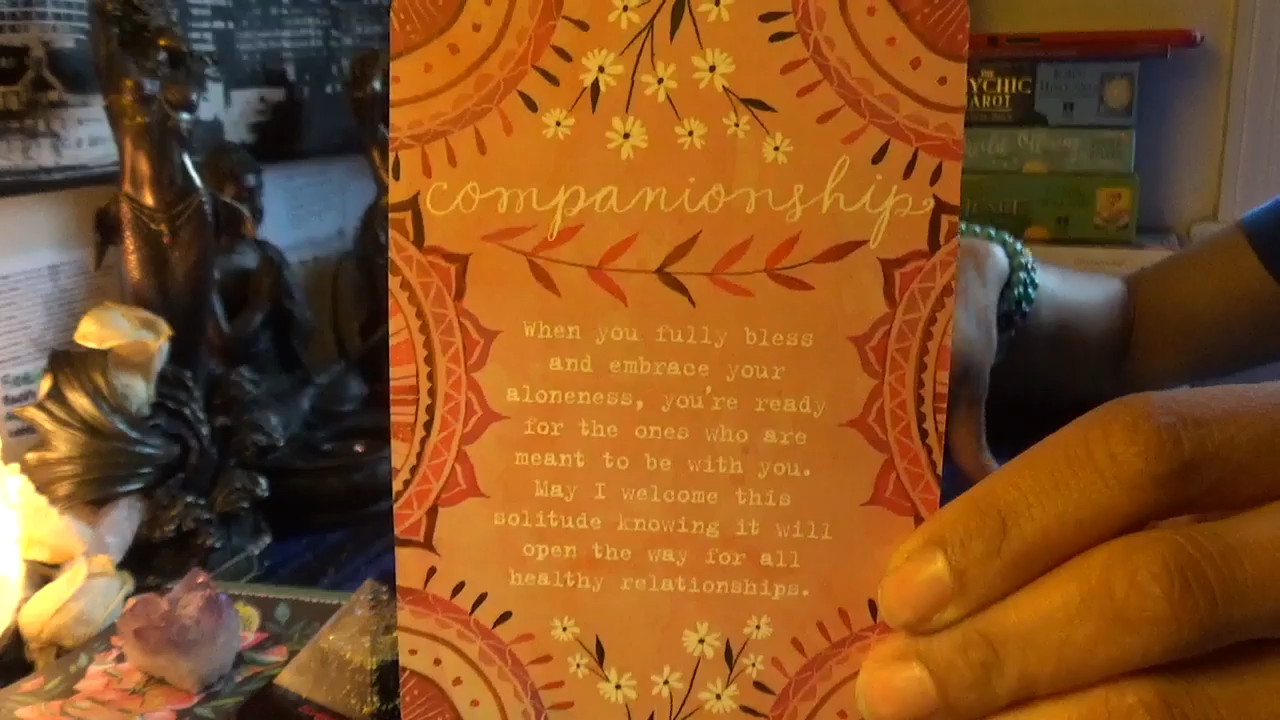 companionship
When you fully bless
and embrace your
aloneness, you're ready
for the ones who are
meant to be with you.
May I welcome this
solitude knowing it will
open the way for all
healthy relationships.
THE
PSYCHIC
TAROT